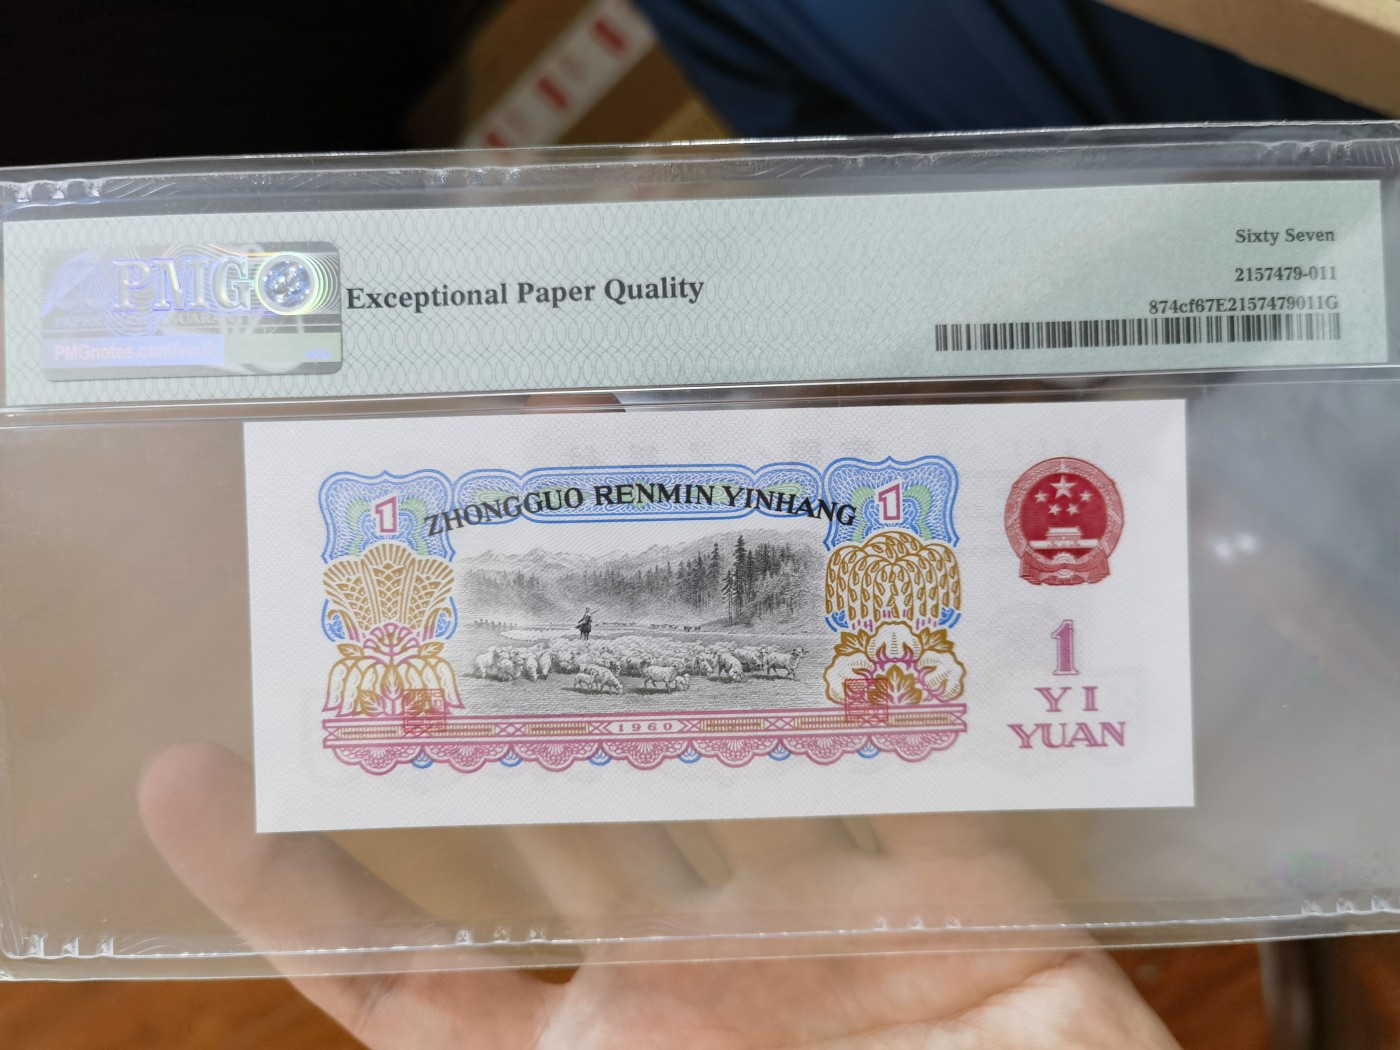 PMG
PMGnotes.com/veri
Exceptional Paper Quality
Sixty Seven
2157479-011
874cf67E2157479011G
1
ZHONGGUO RENMIN YINHANG
1
1960
1
YI
YUAN